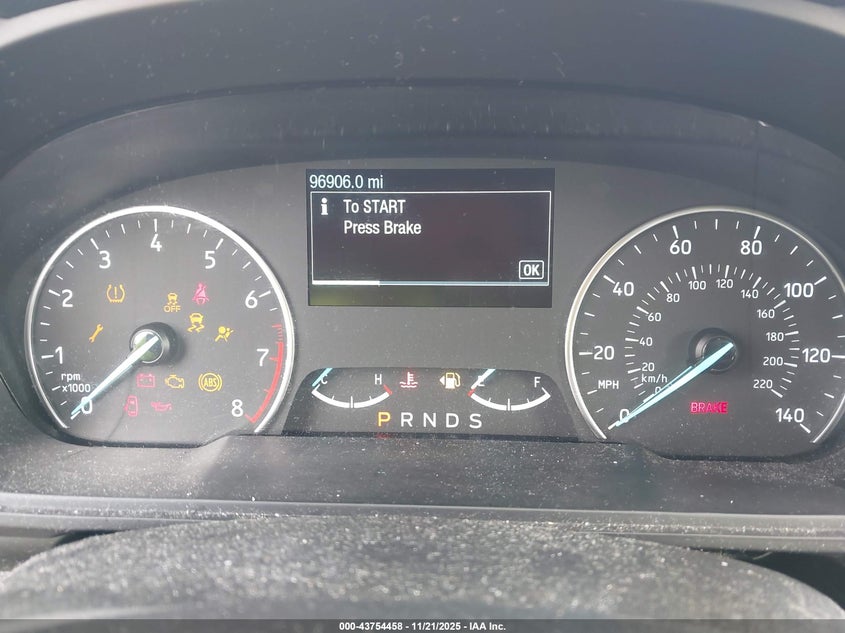 96906.0 mi
i To START
Press Brake
OK
0 1 2 3 4 5 6 7 8
rpm
x1000
OFF
ABS
C H
E F
P R N D S
0 20 40 60 80 100 120 140
MPH
0 20 40 60 80 100 120 140 160 180 200 220
km/h
BRAKE
000-43754458 - 11/21/2025 - IAA Inc.